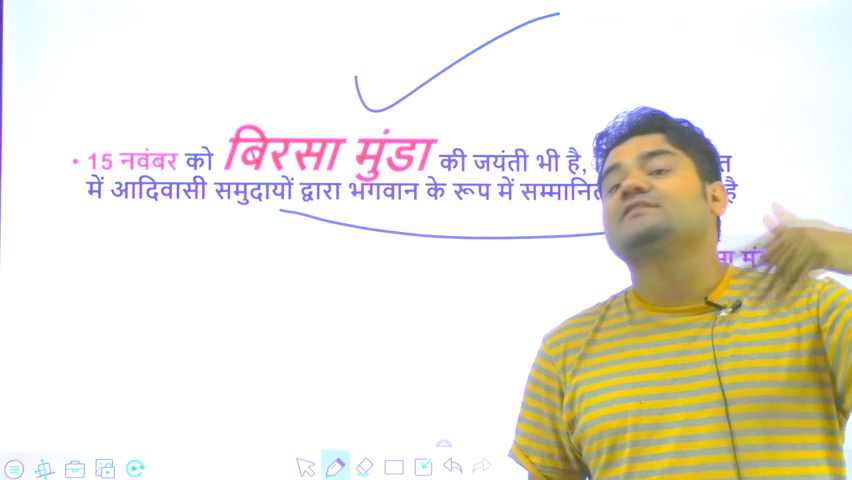 • 15 नवंबर को बिरसा मुंडा की जयंती भी है,
में आदिवासी समुदायों द्वारा भगवान के रूप में सम्मानित है